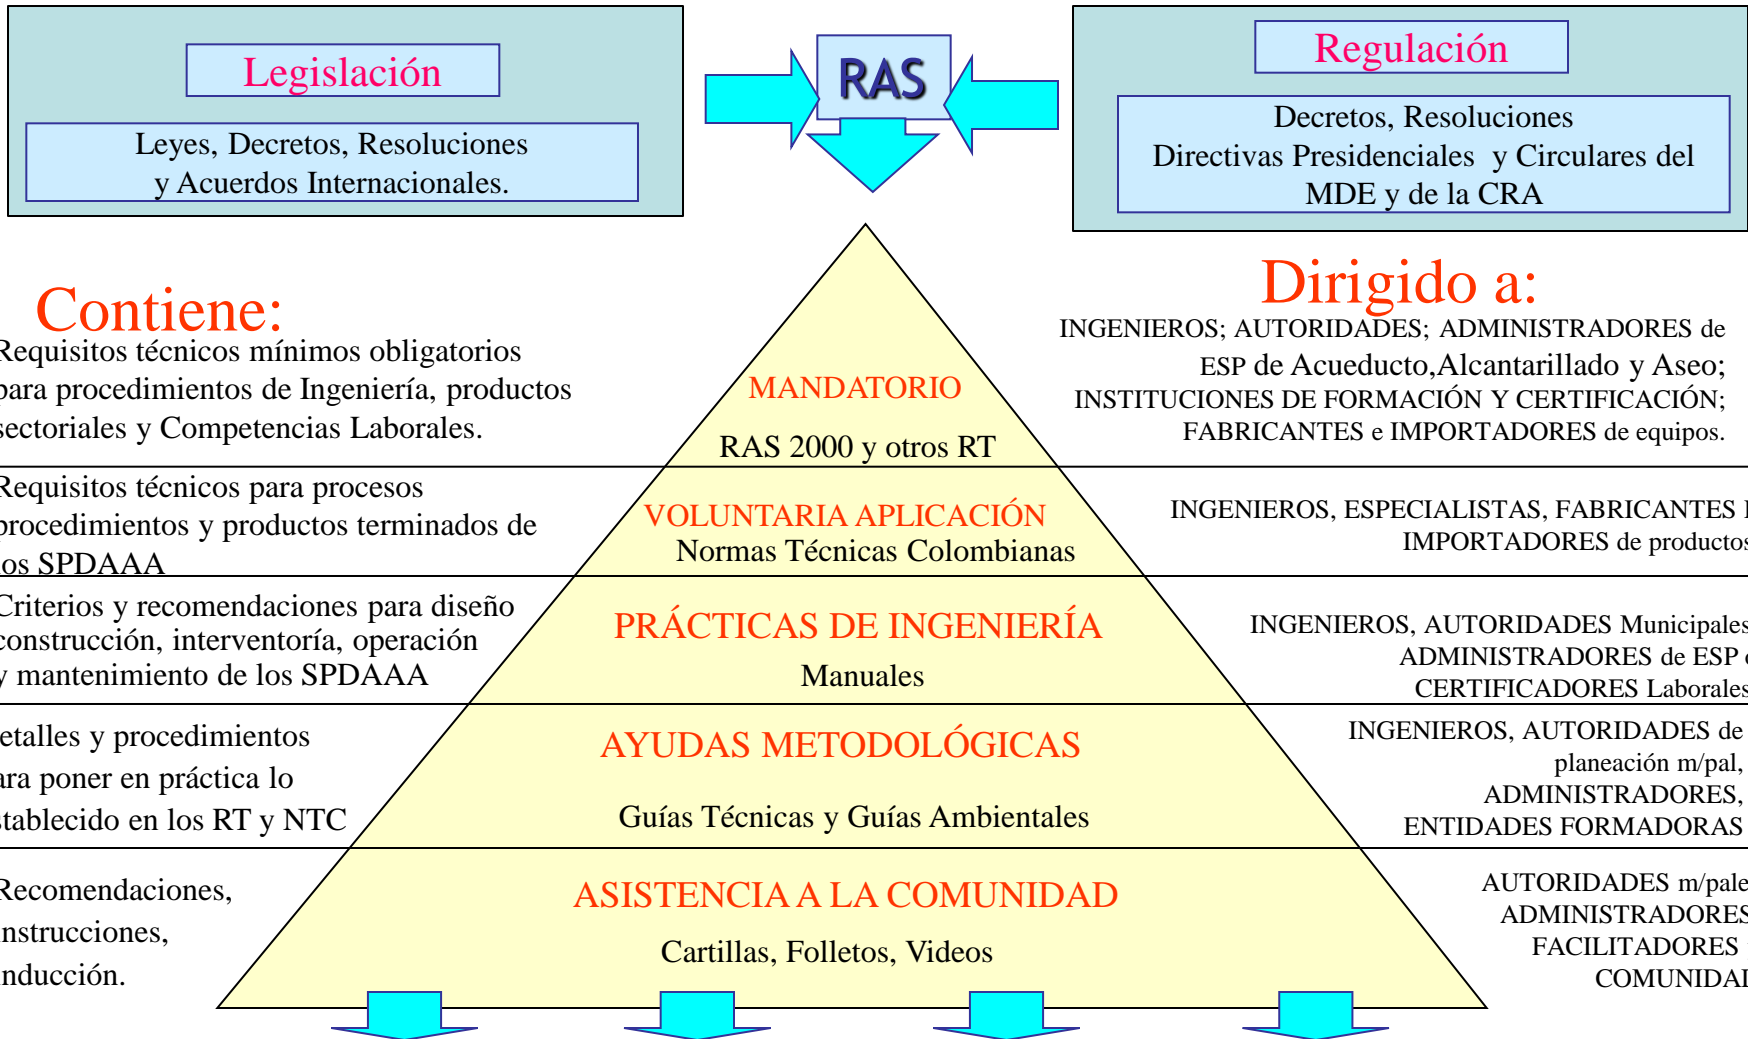 Legislación
Leyes, Decretos, Resoluciones
y Acuerdos Internacionales.
RAS
Regulación
Decretos, Resoluciones
Directivas Presidenciales y Circulares del
MDE y de la CRA
Contiene:
Dirigido a:
Requisitos técnicos mínimos obligatorios
para procedimientos de Ingeniería, productos
sectoriales y Competencias Laborales.
MANDATORIO
RAS 2000 y otros RT
INGENIEROS; AUTORIDADES; ADMINISTRADORES de
ESP de Acueducto,Alcantarillado y Aseo;
INSTITUCIONES DE FORMACIÓN Y CERTIFICACIÓN;
FABRICANTES e IMPORTADORES de equipos.
Requisitos técnicos para procesos
procedimientos y productos terminados de
los SPDAAA
VOLUNTARIA APLICACIÓN
Normas Técnicas Colombianas
INGENIEROS, ESPECIALISTAS, FABRICANTES
IMPORTADORES de productos
Criterios y recomendaciones para diseño
construcción, interventoría, operación
y mantenimiento de los SPDAAA
PRÁCTICAS DE INGENIERÍA
Manuales
INGENIEROS, AUTORIDADES Municipales
ADMINISTRADORES de ESP
CERTIFICADORES Laborales
etalles y procedimientos
ara poner en práctica lo
stablecido en los RT y NTC
AYUDAS METODOLÓGICAS
Guías Técnicas y Guías Ambientales
INGENIEROS, AUTORIDADES de
planeación m/pal,
ADMINISTRADORES,
ENTIDADES FORMADORAS
Recomendaciones,
instrucciones,
inducción.
ASISTENCIA A LA COMUNIDAD
Cartillas, Folletos, Videos
AUTORIDADES m/pale
ADMINISTRADORES
FACILITADORES
COMUNIDAD